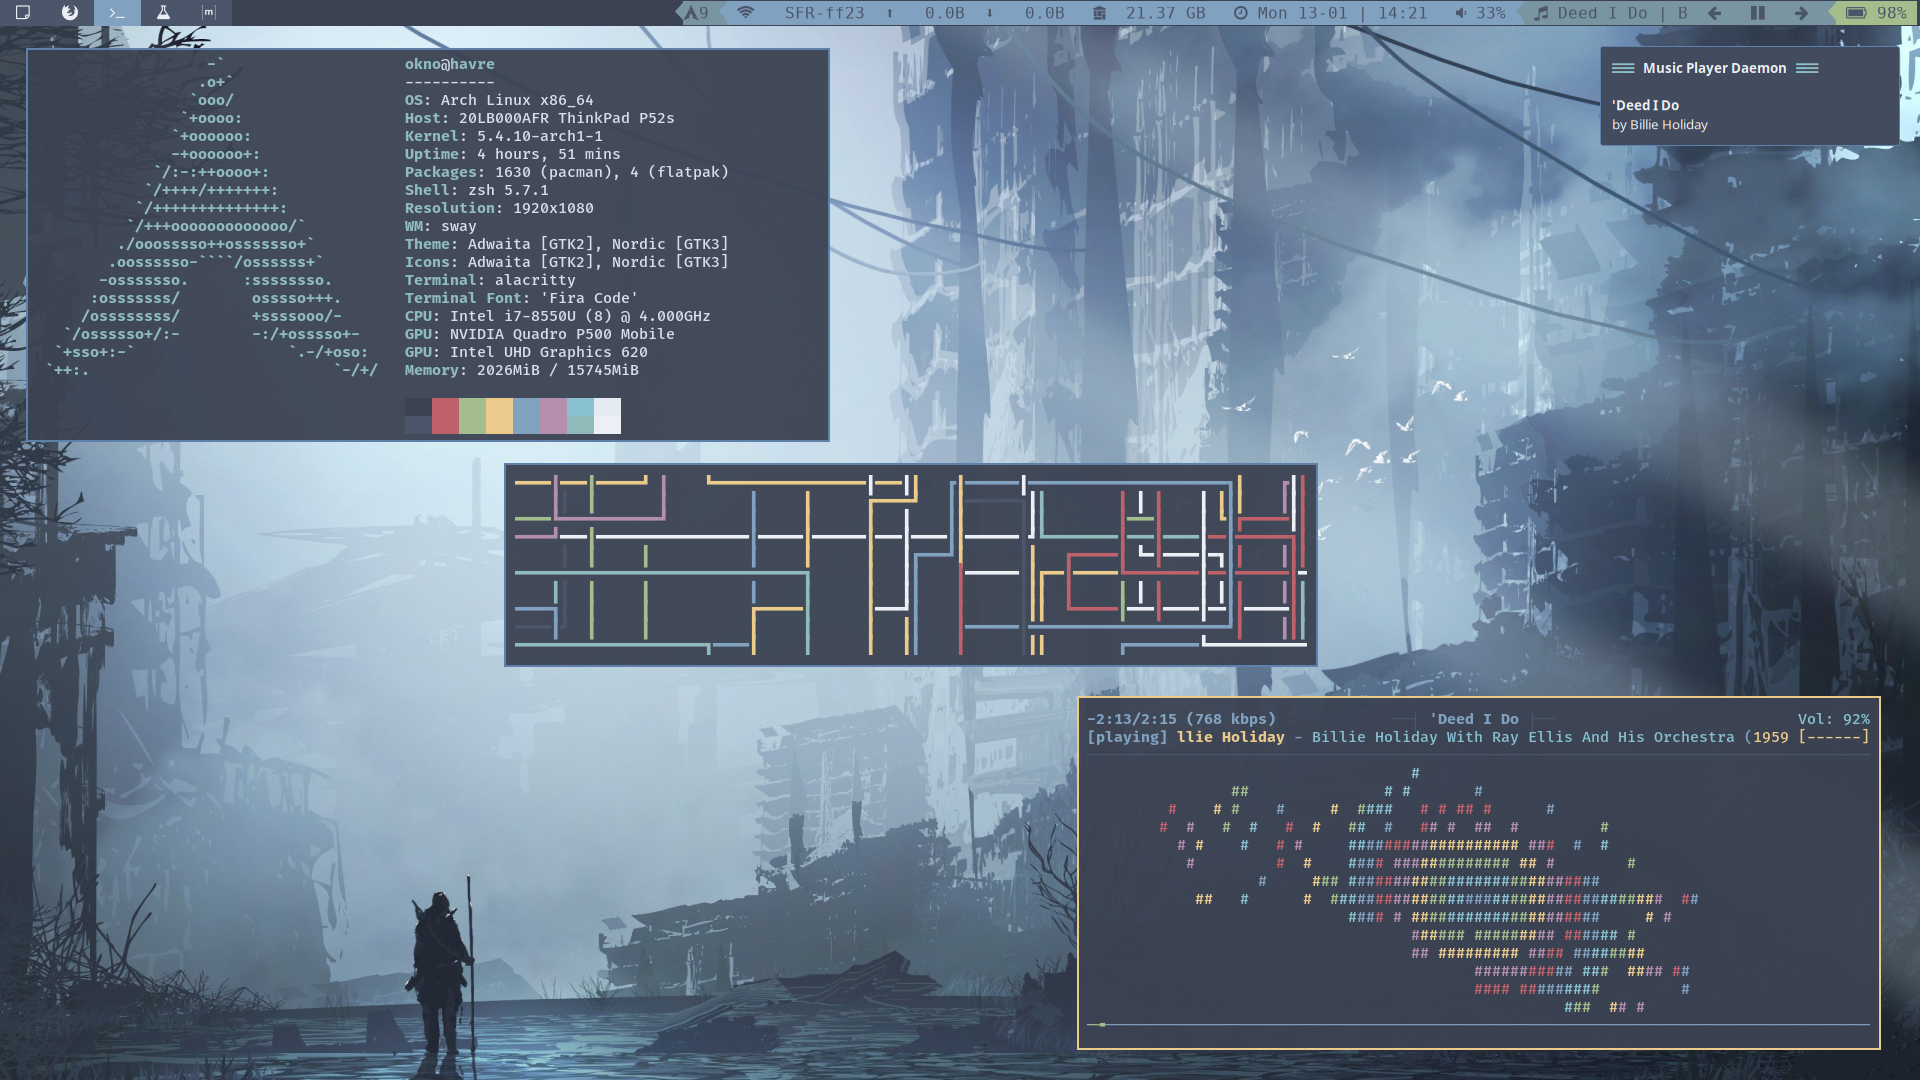 9 SFR-ff23 ⬆ 0.0B ⬇ 0.0B 21.37 GB Mon 13-01 | 14:21 33% Deed I Do | B 98%
okno@havre
----------
OS: Arch Linux x86_64
Host: 20LB000AFR ThinkPad P52s
Kernel: 5.4.10-arch1-1
Uptime: 4 hours, 51 mins
Packages: 1630 (pacman), 4 (flatpak)
Shell: zsh 5.7.1
Resolution: 1920x1080
WM: sway
Theme: Adwaita [GTK2], Nordic [GTK3]
Icons: Adwaita [GTK2], Nordic [GTK3]
Terminal: alacritty
Terminal Font: 'Fira Code'
CPU: Intel i7-8550U (8) @ 4.000GHz
GPU: NVIDIA Quadro P500 Mobile
GPU: Intel UHD Graphics 620
Memory: 2026MiB / 15745MiB
Music Player Daemon
'Deed I Do
by Billie Holiday
-2:13/2:15 (768 kbps) 'Deed I Do Vol: 92%
[playing] llie Holiday - Billie Holiday With Ray Ellis And His Orchestra (1959 [------]